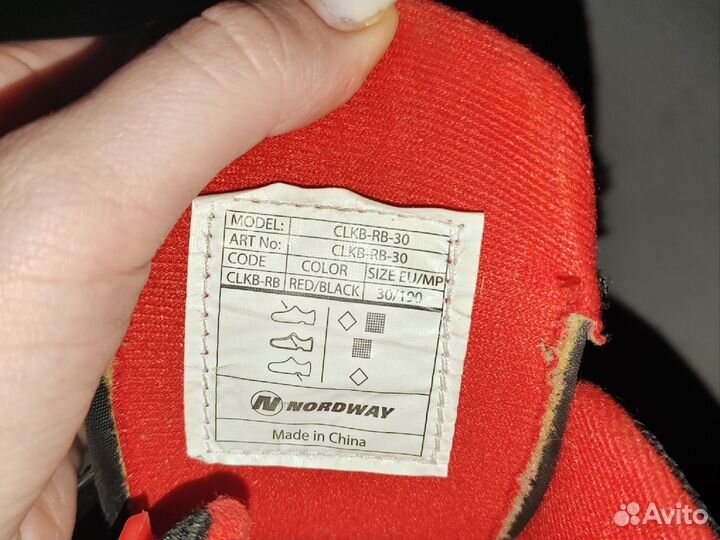 MODEL: CLKB-RB-30
ART No: CLKB-RB-30
CODE COLOR SIZE EU/MP
CLKB-RB RED/BLACK 30/190
NORDWAY
Made in China
Avito